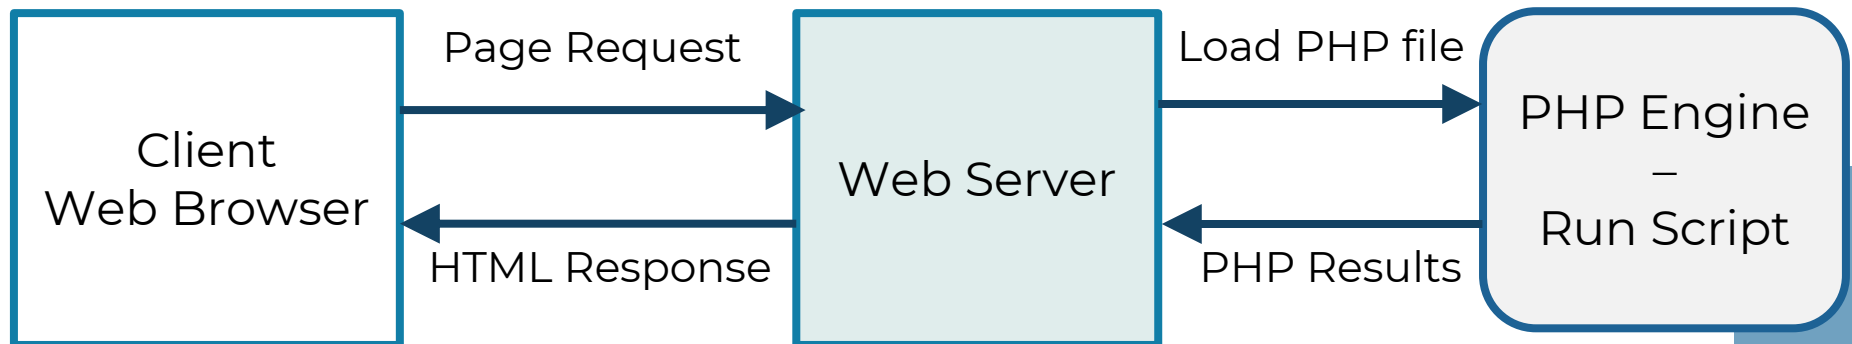 Page Request
Load PHP file
Client
Web Browser
Web Server
PHP Engine
–
Run Script
HTML Response
PHP Results